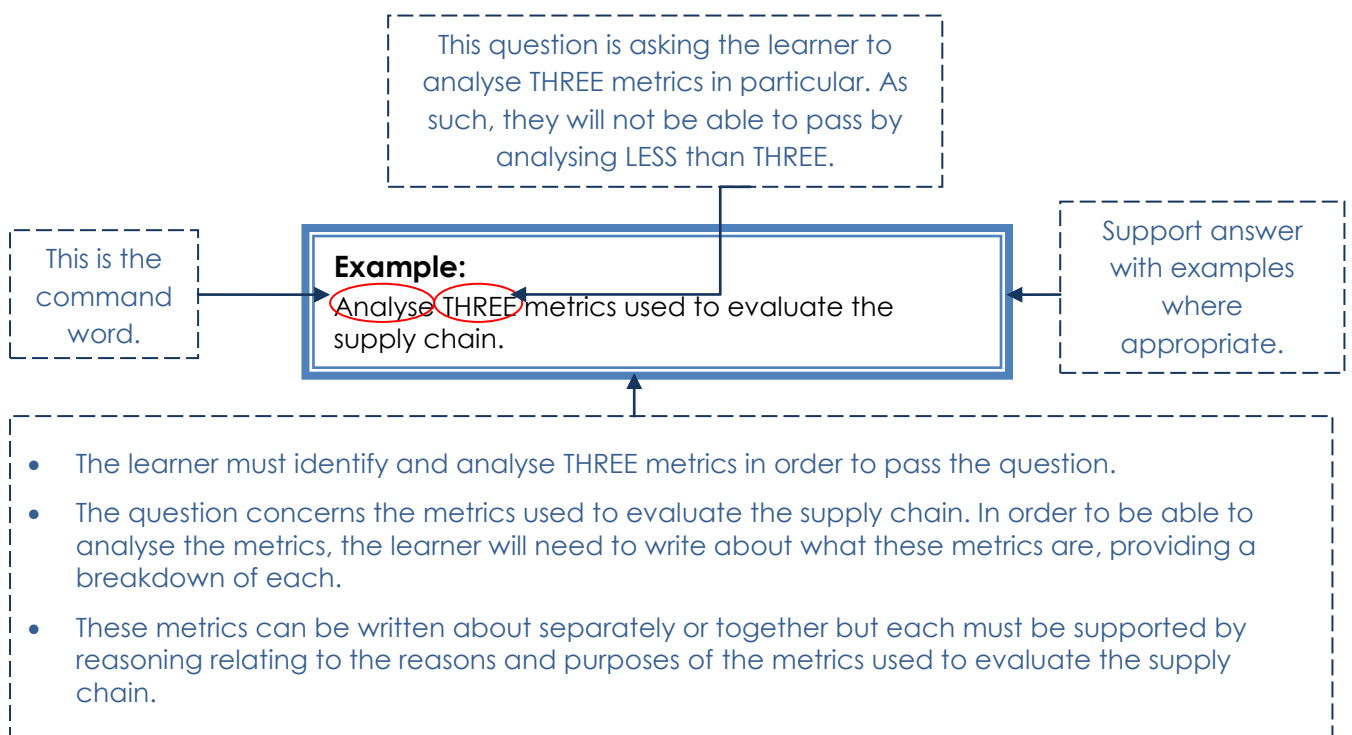 This question is asking the learner to
analyse THREE metrics in particular. As
such, they will not be able to pass by
analysing LESS than THREE.
This is the
command
word.
Example:
Analyse THREE metrics used to evaluate the
supply chain.
Support answer
with examples
where
appropriate.
• The learner must identify and analyse THREE metrics in order to pass the question.
• The question concerns the metrics used to evaluate the supply chain. In order to be able to
analyse the metrics, the learner will need to write about what these metrics are, providing a
breakdown of each.
• These metrics can be written about separately or together but each must be supported by
reasoning relating to the reasons and purposes of the metrics used to evaluate the supply
chain.